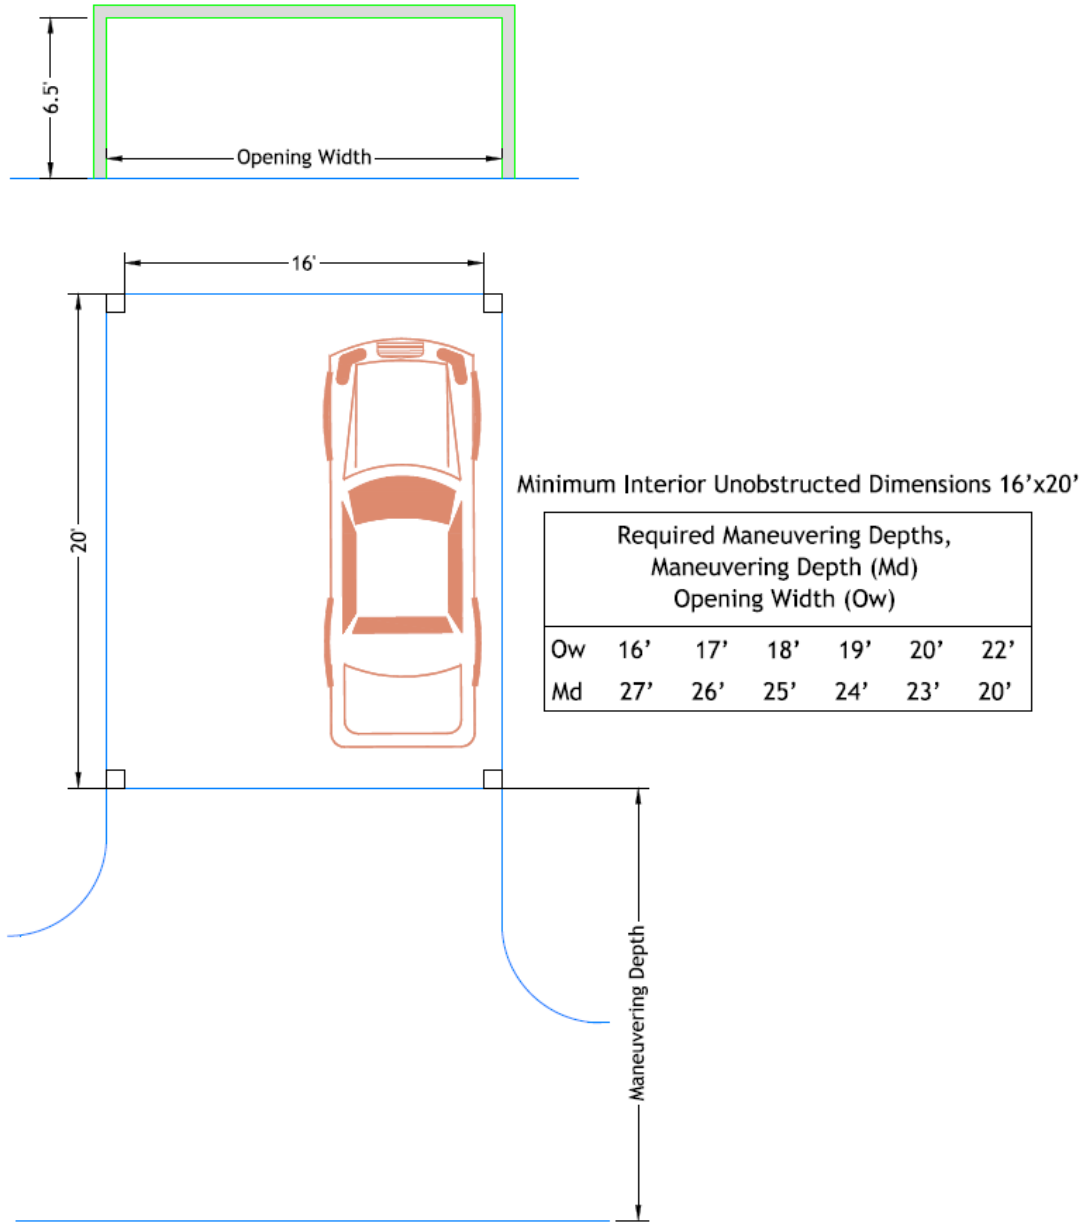 6.5'
Opening Width
16'
20'
Minimum Interior Unobstructed Dimensions 16’x20’
Required Maneuvering Depths,
Maneuvering Depth (Md)
Opening Width (Ow)
Ow 16’ 17’ 18’ 19’ 20’ 22’
Md 27’ 26’ 25’ 24’ 23’ 20’
Maneuvering Depth